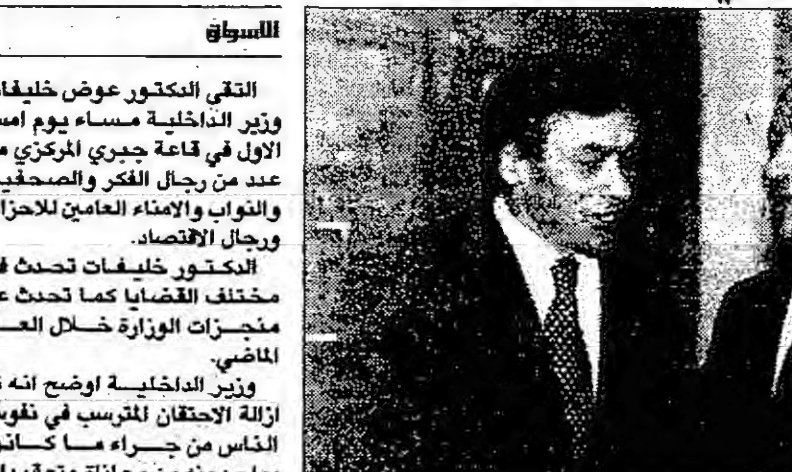 الاسواق
التقى الدكتور عوض خليفات
وزير الداخلية مساء يوم امس
الاول في قاعة جبري المركزي مع
عدد من رجال الفكر والصحفيين
والنواب والامناء العامين للاحزاب
ورجال الاقتصاد.
الدكتور خليفات تحدث في
مختلف القضايا كما تحدث عن
منجزات الوزارة خلال العام
الماضي.
وزير الداخلية اوضح انه
ازالة الاحتقان المترسب في نفوس
الناس من جراء ما كانوا